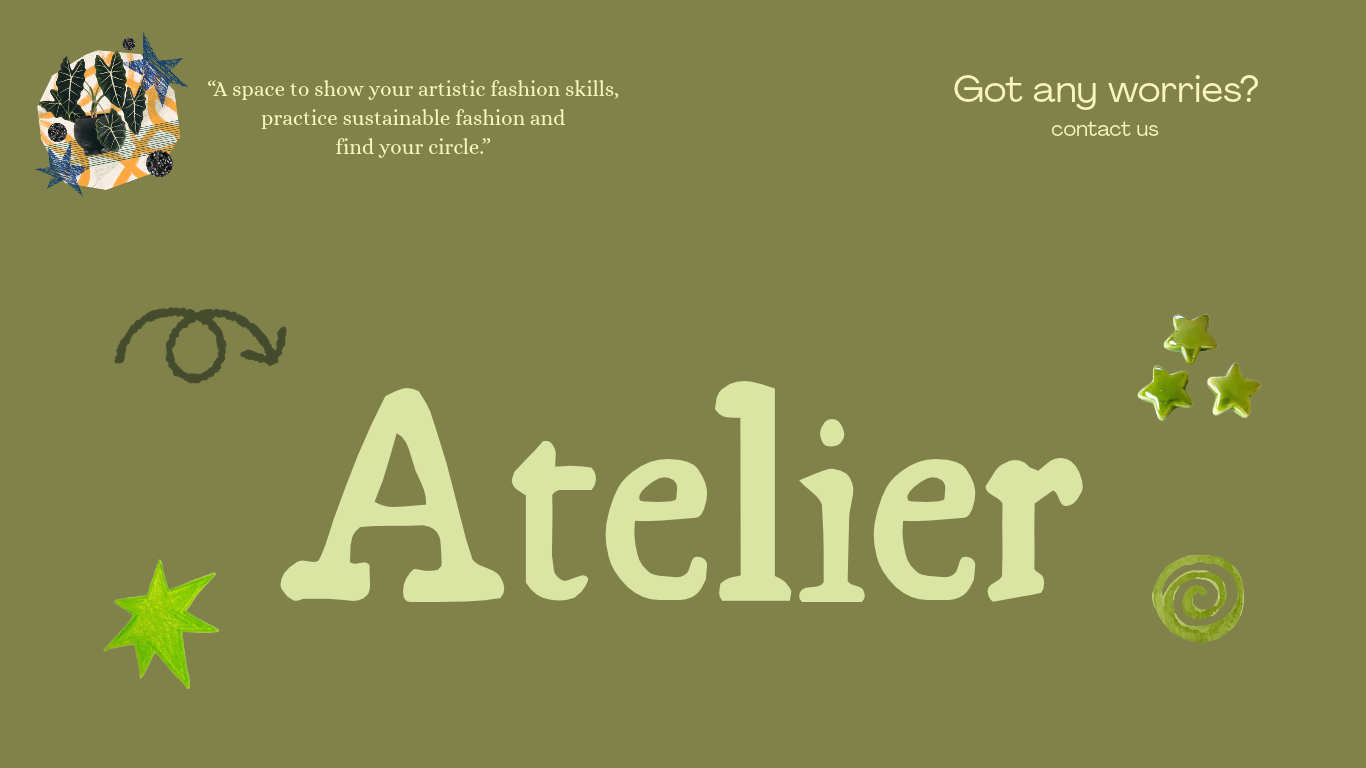 “A space to show your artistic fashion skills,
practice sustainable fashion and
find your circle.”
Got any worries?
contact us
Atelier